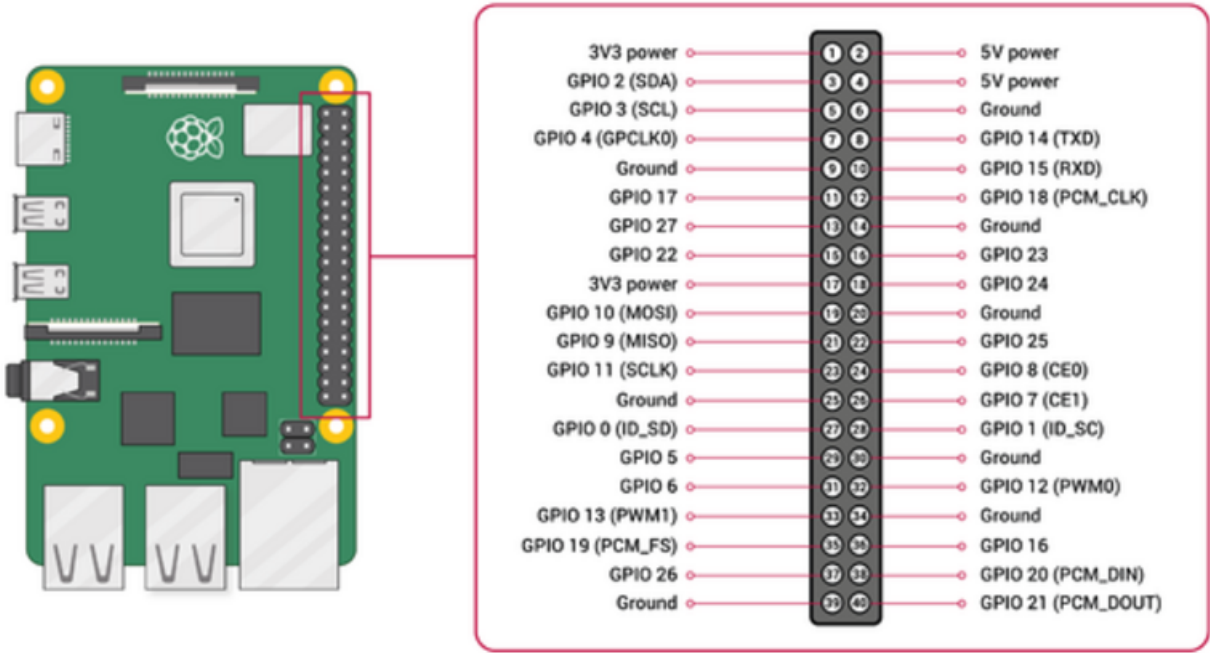 3V3 power 1 2 5V power
GPIO 2 (SDA) 3 4 5V power
GPIO 3 (SCL) 5 6 Ground
GPIO 4 (GPCLK0) 7 8 GPIO 14 (TXD)
Ground 9 10 GPIO 15 (RXD)
GPIO 17 11 12 GPIO 18 (PCM_CLK)
GPIO 27 13 14 Ground
GPIO 22 15 16 GPIO 23
3V3 power 17 18 GPIO 24
GPIO 10 (MOSI) 19 20 Ground
GPIO 9 (MISO) 21 22 GPIO 25
GPIO 11 (SCLK) 23 24 GPIO 8 (CE0)
Ground 25 26 GPIO 7 (CE1)
GPIO 0 (ID_SD) 27 28 GPIO 1 (ID_SC)
GPIO 5 29 30 Ground
GPIO 6 31 32 GPIO 12 (PWM0)
GPIO 13 (PWM1) 33 34 Ground
GPIO 19 (PCM_FS) 35 36 GPIO 16
GPIO 26 37 38 GPIO 20 (PCM_DIN)
Ground 39 40 GPIO 21 (PCM_DOUT)